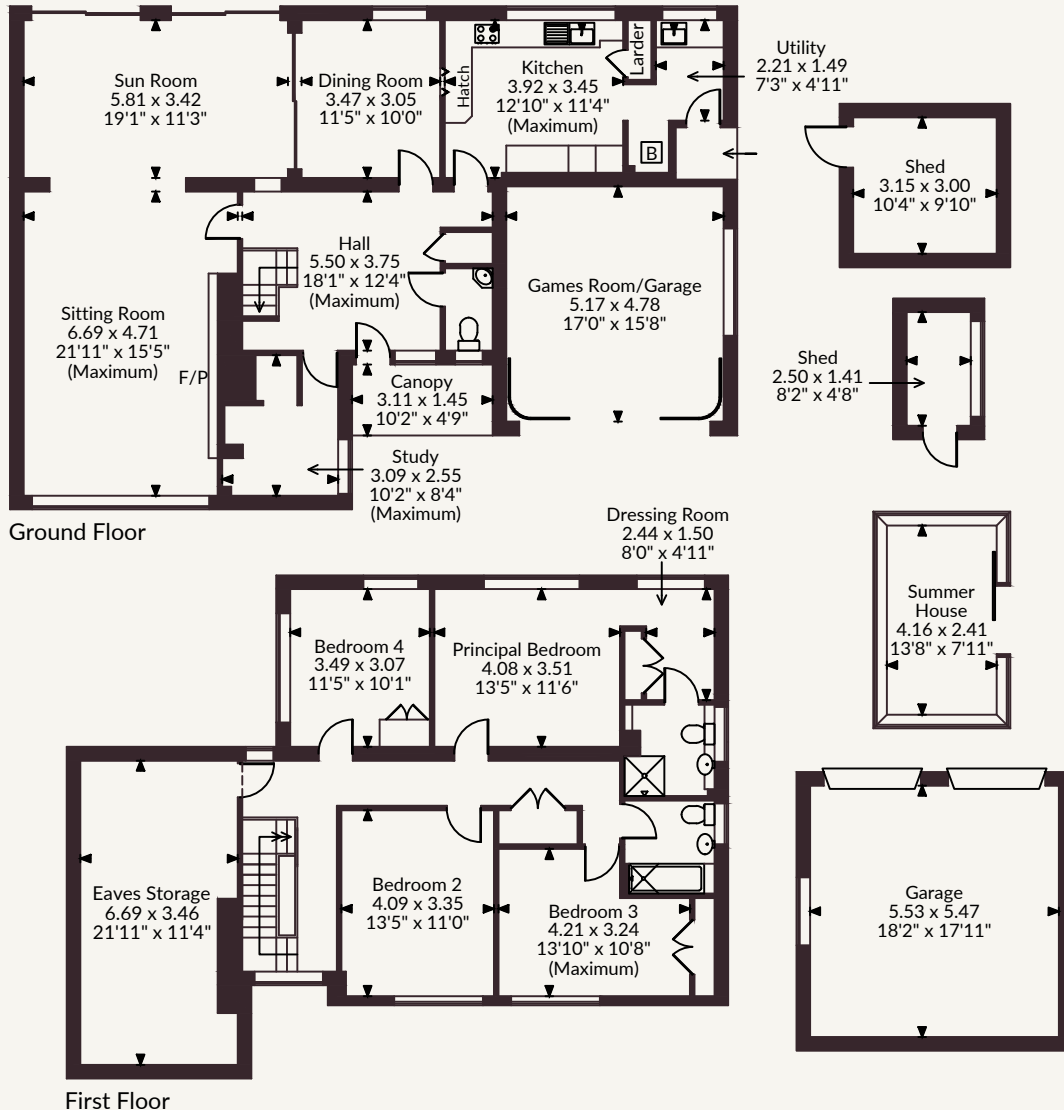 Sun Room
5.81 x 3.42
19'1" x 11'3"
Dining Room
3.47 x 3.05
11'5" x 10'0"
Hatch
Kitchen
3.92 x 3.45
12'10" x 11'4"
(Maximum)
Larder
Utility
2.21 x 1.49
7'3" x 4'11"
B
Shed
3.15 x 3.00
10'4" x 9'10"
Hall
5.50 x 3.75
18'1" x 12'4"
(Maximum)
Games Room/Garage
5.17 x 4.78
17'0" x 15'8"
Sitting Room
6.69 x 4.71
21'11" x 15'5"
(Maximum)
F/P
Canopy
3.11 x 1.45
10'2" x 4'9"
Shed
2.50 x 1.41
8'2" x 4'8"
Study
3.09 x 2.55
10'2" x 8'4"
(Maximum)
Ground Floor
Dressing Room
2.44 x 1.50
8'0" x 4'11"
Summer
House
4.16 x 2.41
13'8" x 7'11"
Bedroom 4
3.49 x 3.07
11'5" x 10'1"
Principal Bedroom
4.08 x 3.51
13'5" x 11'6"
Eaves Storage
6.69 x 3.46
21'11" x 11'4"
Bedroom 2
4.09 x 3.35
13'5" x 11'0"
Bedroom 3
4.21 x 3.24
13'10" x 10'8"
(Maximum)
Garage
5.53 x 5.47
18'2" x 17'11"
First Floor